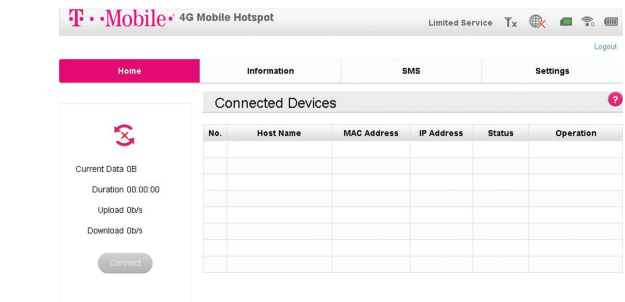 T··Mobile· 4G Mobile Hotspot
Limited Service
Logout
Home Information SMS Settings
Connected Devices ?
No. Host Name MAC Address IP Address Status Operation
Current Data 0B
Duration 00:00:00
Upload 0b/s
Download 0b/s
Connect